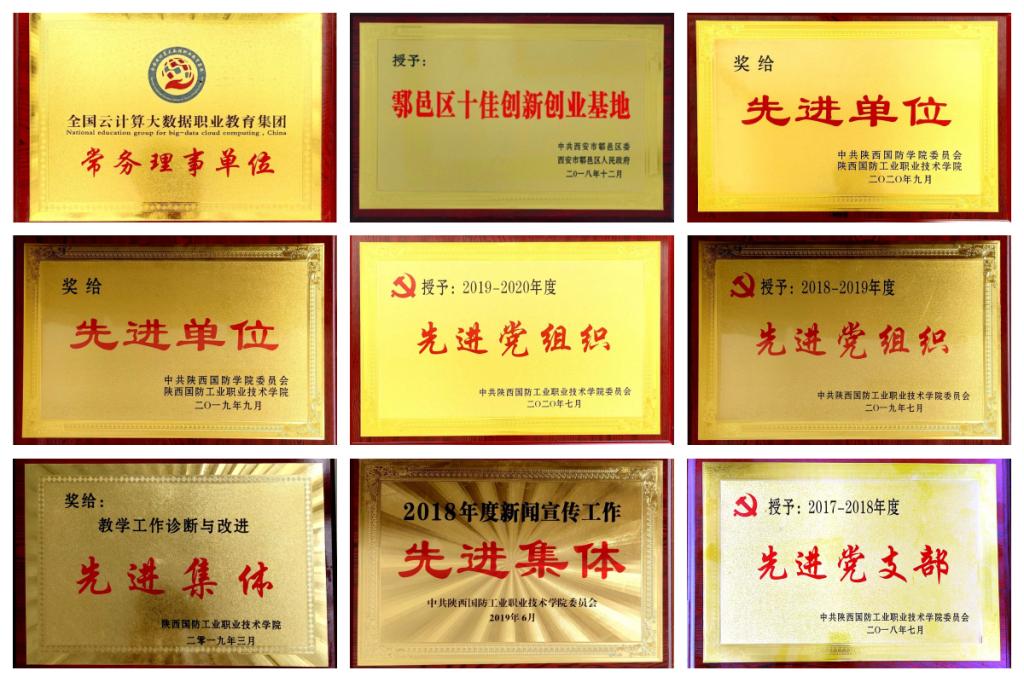 全国云计算大数据职业教育集团
National education group for big-data cloud computing , China
常务理事单位
授予：
鄠邑区十佳创新创业基地
中共西安市鄠邑区委
西安市鄠邑区人民政府
二〇一八年十二月
奖给
先进单位
中共陕西国防学院委员会
陕西国防工业职业技术学院
二〇二〇年九月
奖给
先进单位
中共陕西国防学院委员会
陕西国防工业职业技术学院
二〇一九年九月
授予：2019-2020年度
先进党组织
中共陕西国防工业职业技术学院委员会
二〇二〇年七月
授予：2018-2019年度
先进党组织
中共陕西国防工业职业技术学院委员会
二〇一九年七月
奖给：
教学工作诊断与改进
先进集体
陕西国防工业职业技术学院
二零一九年三月
2018年度新闻宣传工作
先进集体
中共陕西国防工业职业技术学院委员会
2019年6月
授予：2017-2018年度
先进党支部
中共陕西国防工业职业技术学院委员会
二〇一八年七月